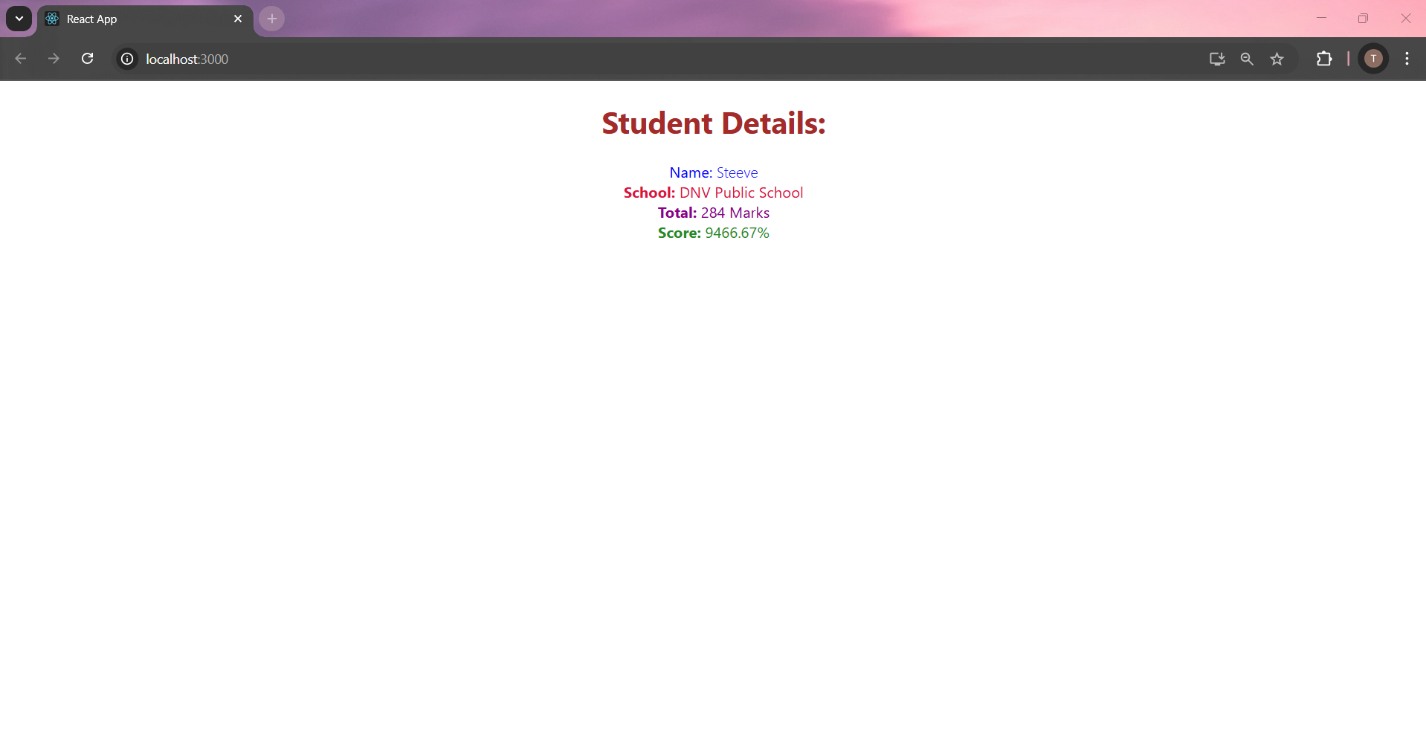 React App
localhost:3000
T
Student Details:
Name: Steeve
School: DNV Public School
Total: 284 Marks
Score: 9466.67%